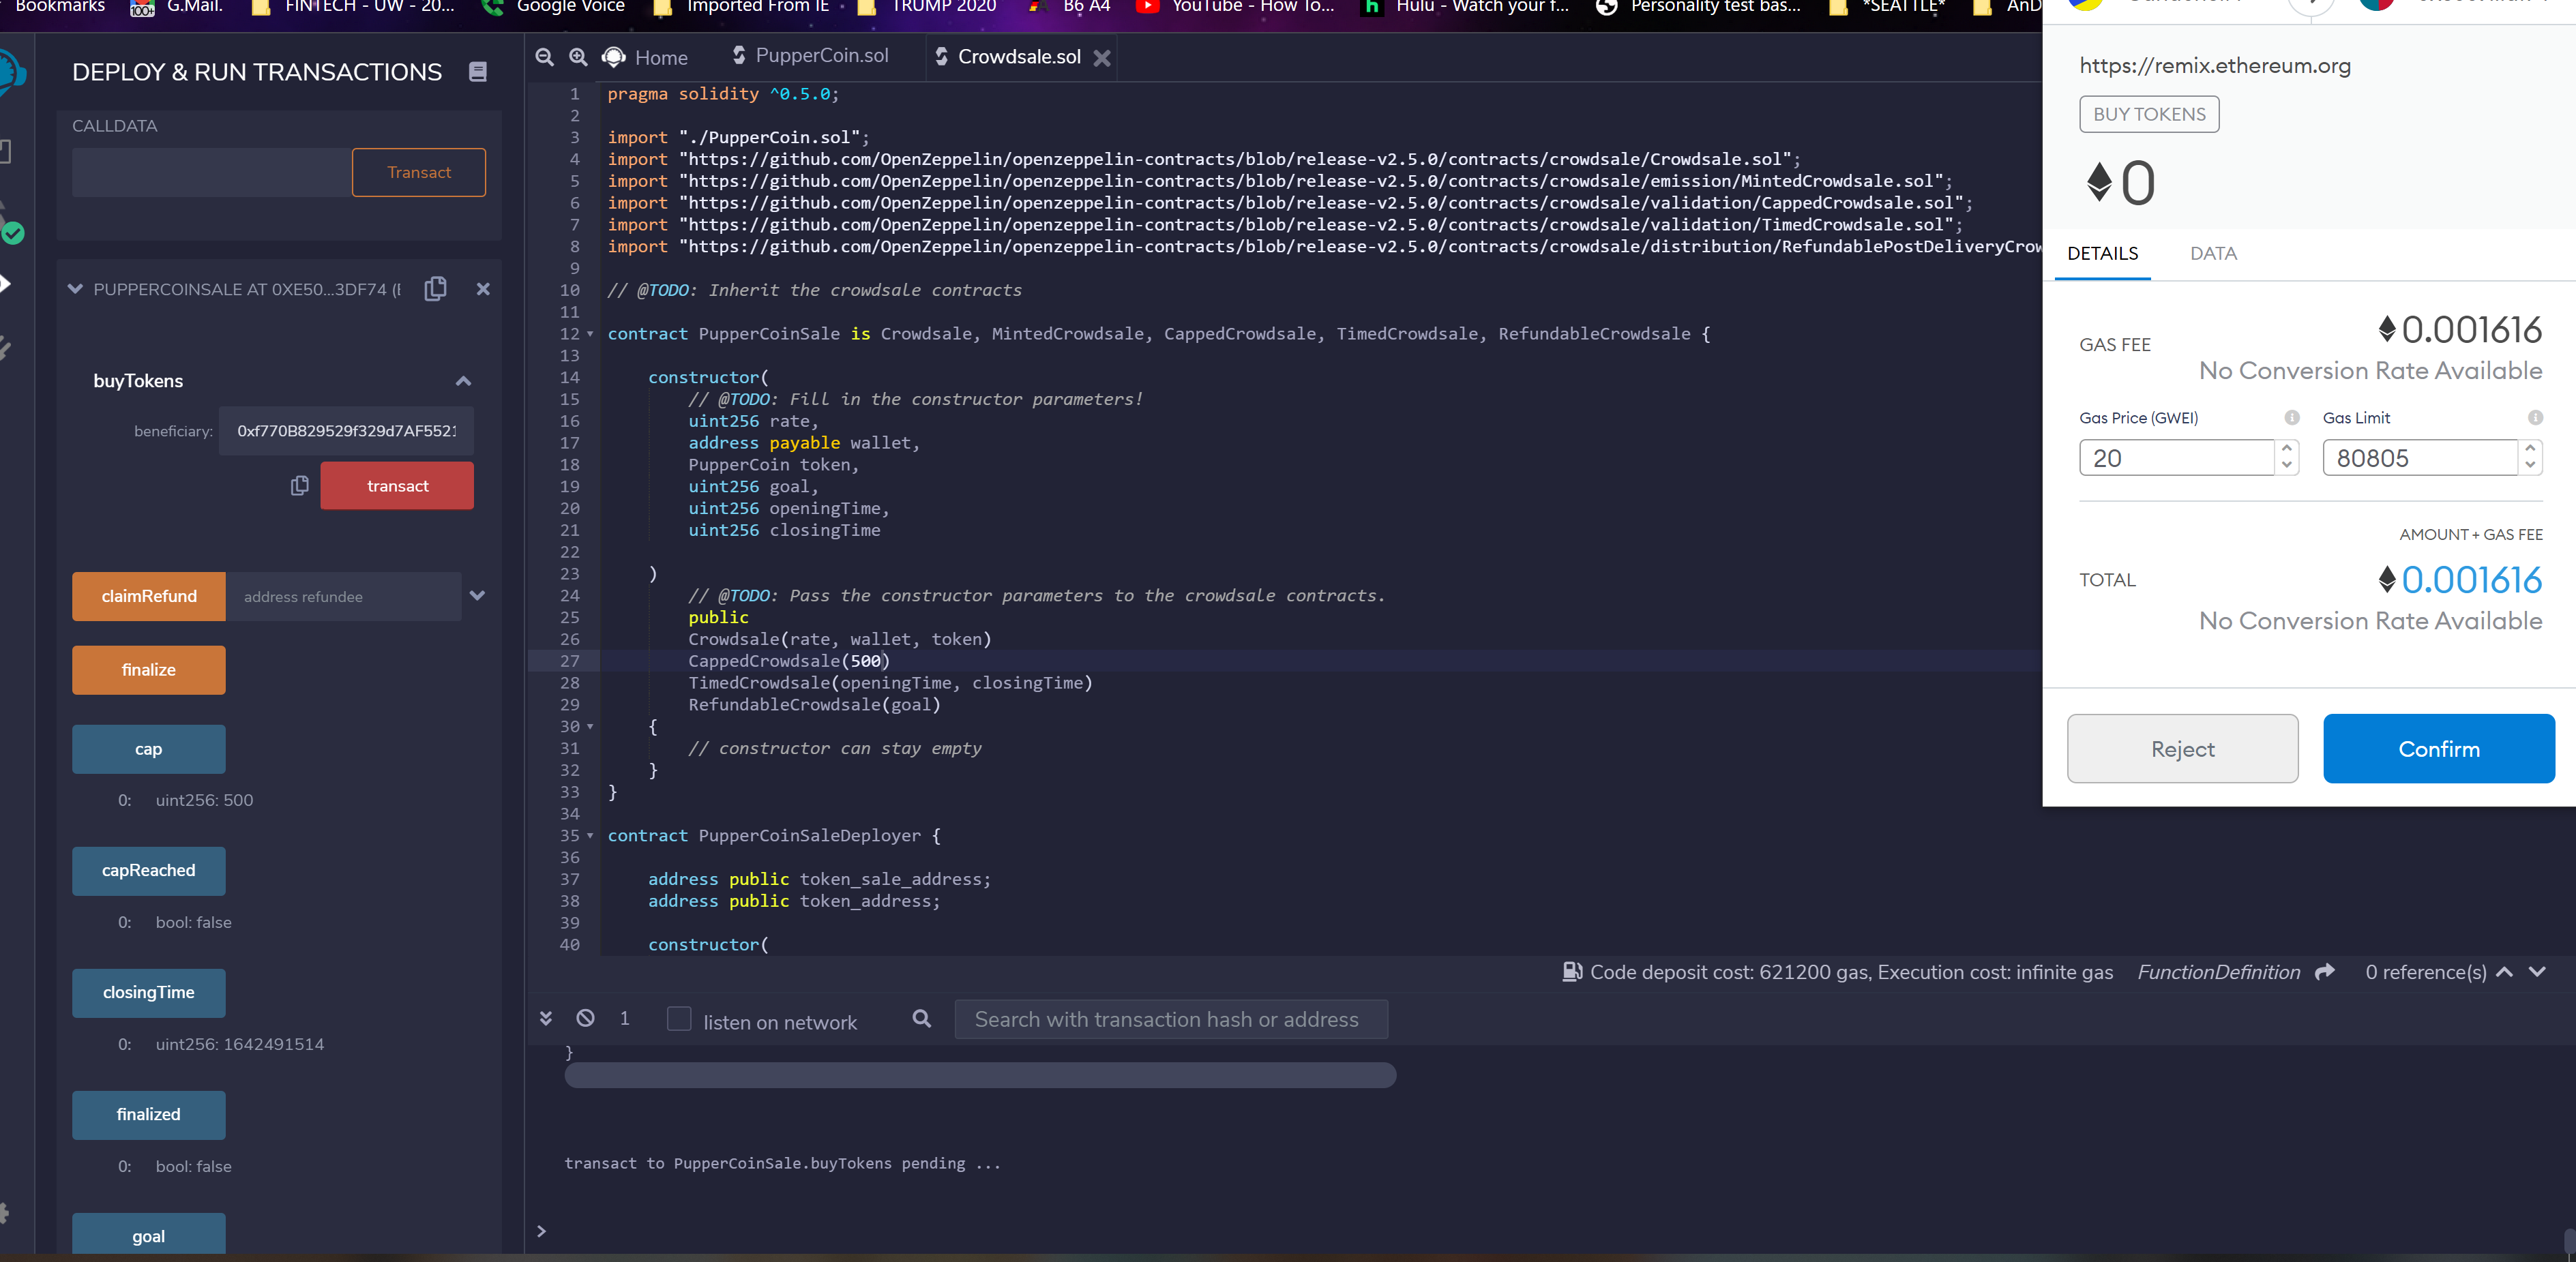 Bookmarks
100+
G.Mail.
FINTECH - UW - 20...
Google Voice
Imported From IE
TRUMP 2020
B6 A4
YouTube - How To...
Hulu - Watch your f...
Personality test bas...
*SEATTLE*
DEPLOY & RUN TRANSACTIONS
CALLDATA
Transact
PUPPERCOINSALE AT 0XE50...3DF74 (
buyTokens
beneficiary:
0xf770B829529f329d7AF5521
transact
claimRefund
address refundee
finalize
cap
0: uint256: 500
capReached
0: bool: false
closingTime
0: uint256: 1642491514
finalized
0: bool: false
goal
Home
PupperCoin.sol
Crowdsale.sol
1 pragma solidity ^0.5.0;
2
3 import "./PupperCoin.sol";
4 import "https://github.com/OpenZeppelin/openzeppelin-contracts/blob/release-v2.5.0/contracts/crowdsale/Crowdsale.sol";
5 import "https://github.com/OpenZeppelin/openzeppelin-contracts/blob/release-v2.5.0/contracts/crowdsale/emission/MintedCrowdsale.sol";
6 import "https://github.com/OpenZeppelin/openzeppelin-contracts/blob/release-v2.5.0/contracts/crowdsale/validation/CappedCrowdsale.sol";
7 import "https://github.com/OpenZeppelin/openzeppelin-contracts/blob/release-v2.5.0/contracts/crowdsale/validation/TimedCrowdsale.sol";
8 import "https://github.com/OpenZeppelin/openzeppelin-contracts/blob/release-v2.5.0/contracts/crowdsale/distribution/RefundablePostDeliveryCrow
9
10 // @TODO: Inherit the crowdsale contracts
11
12 contract PupperCoinSale is Crowdsale, MintedCrowdsale, CappedCrowdsale, TimedCrowdsale, RefundableCrowdsale {
13
14 constructor(
15 // @TODO: Fill in the constructor parameters!
16 uint256 rate,
17 address payable wallet,
18 PupperCoin token,
19 uint256 goal,
20 uint256 openingTime,
21 uint256 closingTime
22
23 )
24 // @TODO: Pass the constructor parameters to the crowdsale contracts.
25 public
26 Crowdsale(rate, wallet, token)
27 CappedCrowdsale(500)
28 TimedCrowdsale(openingTime, closingTime)
29 RefundableCrowdsale(goal)
30 {
31 // constructor can stay empty
32 }
33 }
34
35 contract PupperCoinSaleDeployer {
36
37 address public token_sale_address;
38 address public token_address;
39
40 constructor(
Code deposit cost: 621200 gas, Execution cost: infinite gas FunctionDefinition 0 reference(s)
1 listen on network
Search with transaction hash or address
}
transact to PupperCoinSale.buyTokens pending ...
>
https://remix.ethereum.org
BUY TOKENS
0
DETAILS DATA
GAS FEE
0.001616
No Conversion Rate Available
Gas Price (GWEI)
Gas Limit
20
80805
AMOUNT + GAS FEE
TOTAL
0.001616
No Conversion Rate Available
Reject
Confirm